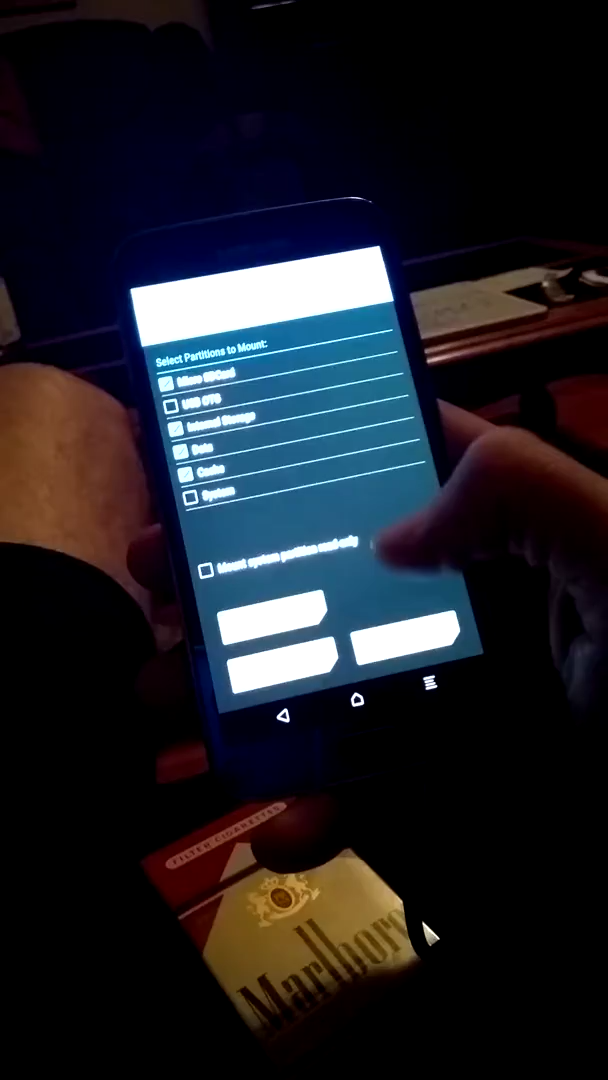 Select Partitions to Mount:
Micro SDCard
USB OTG
Internal Storage
Data
Cache
System
Mount system partition read-only
FILTER CIGARETTES
Marlboro